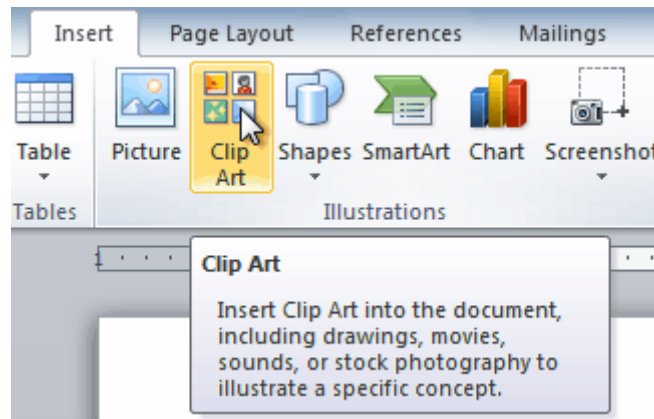 Insert Page Layout References Mailings
Table Picture Clip Art Shapes SmartArt Chart Screenshot
Tables Illustrations
1
Clip Art
Insert Clip Art into the document,
including drawings, movies,
sounds, or stock photography to
illustrate a specific concept.